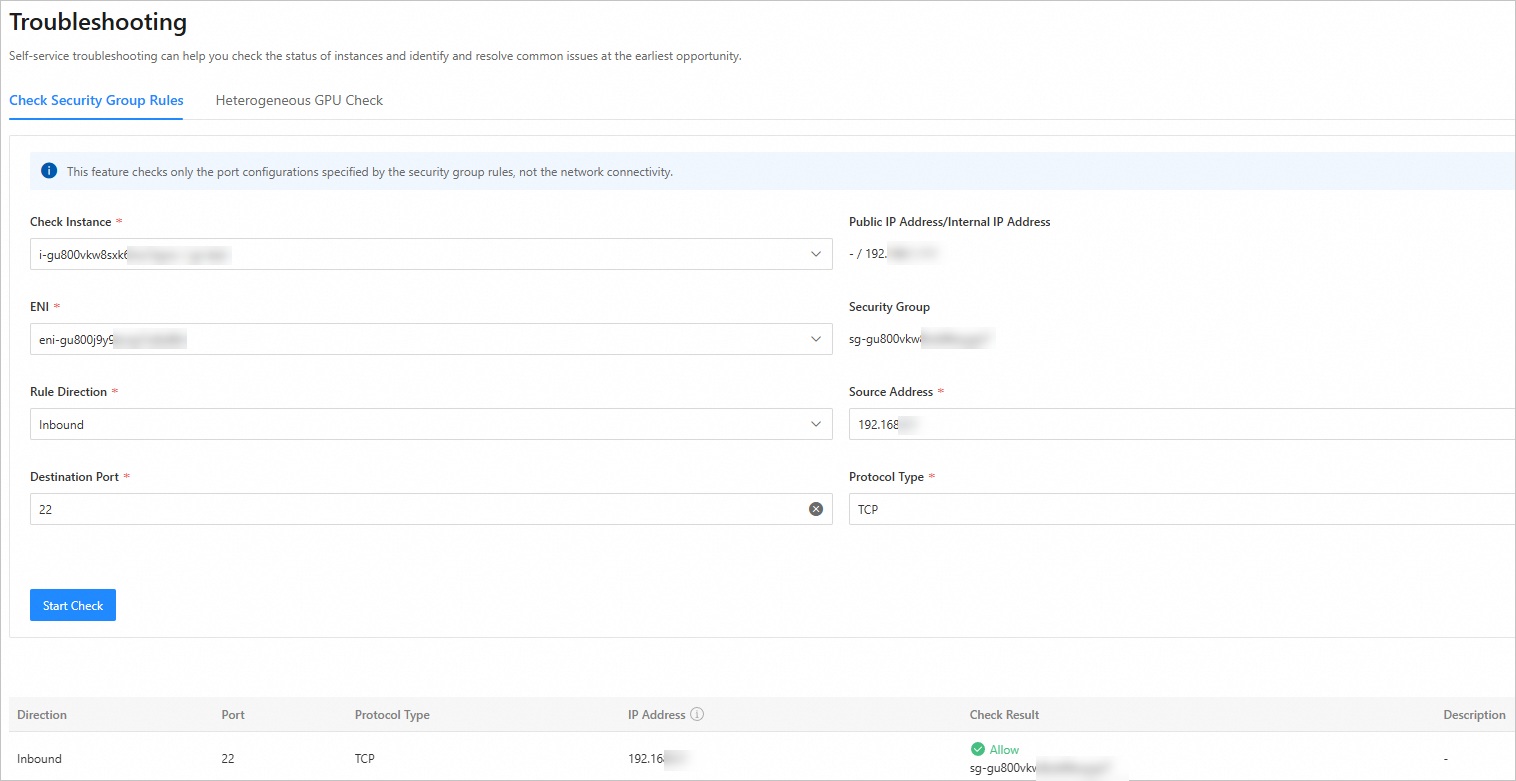 Troubleshooting
Self-service troubleshooting can help you check the status of instances and identify and resolve common issues at the earliest opportunity.
Check Security Group Rules Heterogeneous GPU Check
This feature checks only the port configurations specified by the security group rules, not the network connectivity.
Check Instance * Public IP Address/Internal IP Address
i-gu800vkw8sxk6 - / 192.
ENI * Security Group
eni-gu800j9y9 sg-gu800vkw
Rule Direction * Source Address *
Inbound 192.168
Destination Port * Protocol Type *
22 TCP
Start Check
Direction Port Protocol Type IP Address Check Result Description
Inbound 22 TCP 192.16 Allow -
sg-gu800vkv